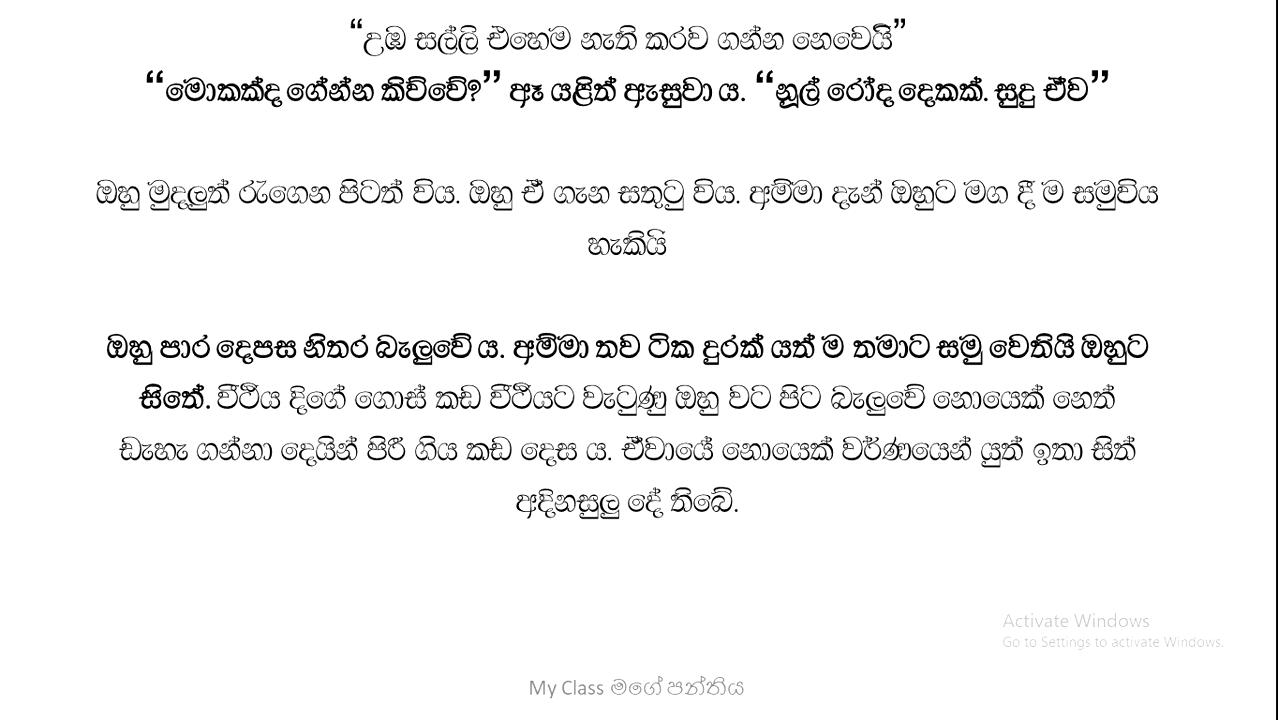 “උඹ සල්ලි එහෙම නැති කරව ගන්න නෙවෙයි”
“මොකක්ද ගේන්න කිව්වේ?” ඈ යළිත් ඇසුවා ය. “නූල් රෝද දෙකක්. සුදු ඒව”
ඔහු මුදලුත් රැගෙන පිටත් විය. ඔහු ඒ ගැන සතුටු විය. අම්මා දැන් ඔහුට මග දී ම සමුවිය
හැකියි
ඔහු පාර දෙපස නිතර බැලුවේ ය. අම්මා තව ටික දුරක් යත් ම තමාට සමු වෙතියි ඔහුට
සිතේ. වීථිය දිගේ ගොස් කඩ වීථියට වැටුණු ඔහු වට පිට බැලුවේ නොයෙක් නෙත්
ඩැහැ ගන්නා දෙයින් පිරී ගිය කඩ දෙස ය. ඒවායේ නොයෙක් වර්ණයෙන් යුත් ඉතා සිත්
අදිනසුලු දේ තිබේ.
Activate Windows
Go to Settings to activate Windows.
My Class මගේ පන්තිය